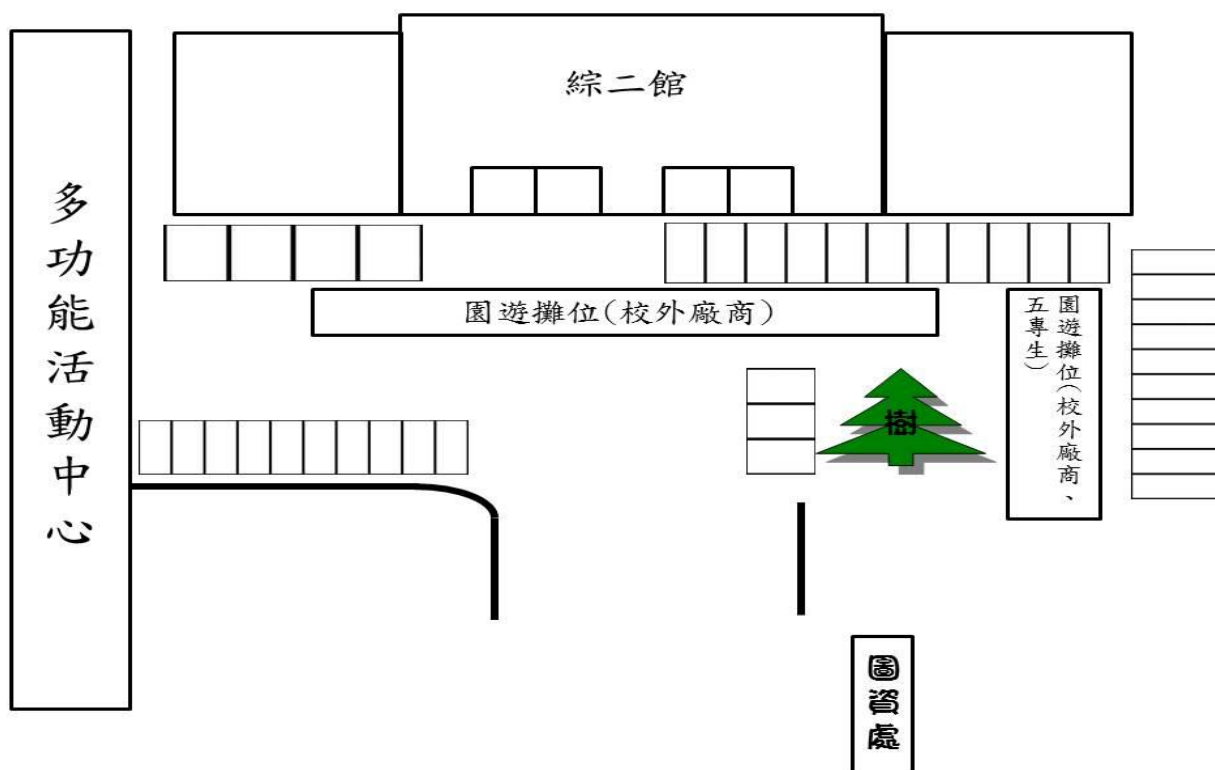 綜二館
多功能活動中心
園遊攤位(校外廠商)
園遊攤位(校外廠商、
五專生)
樹
圖資處